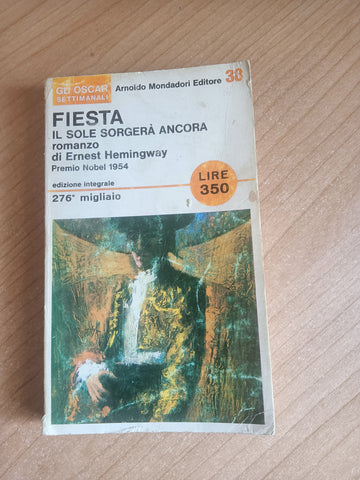 GLI OSCAR
SETTIMANALI
Arnoldo Mondadori Editore
38
FIESTA
IL SOLE SORGERÀ ANCORA
romanzo
di Ernest Hemingway
Premio Nobel 1954
edizione integrale
276° migliaio
LIRE
350